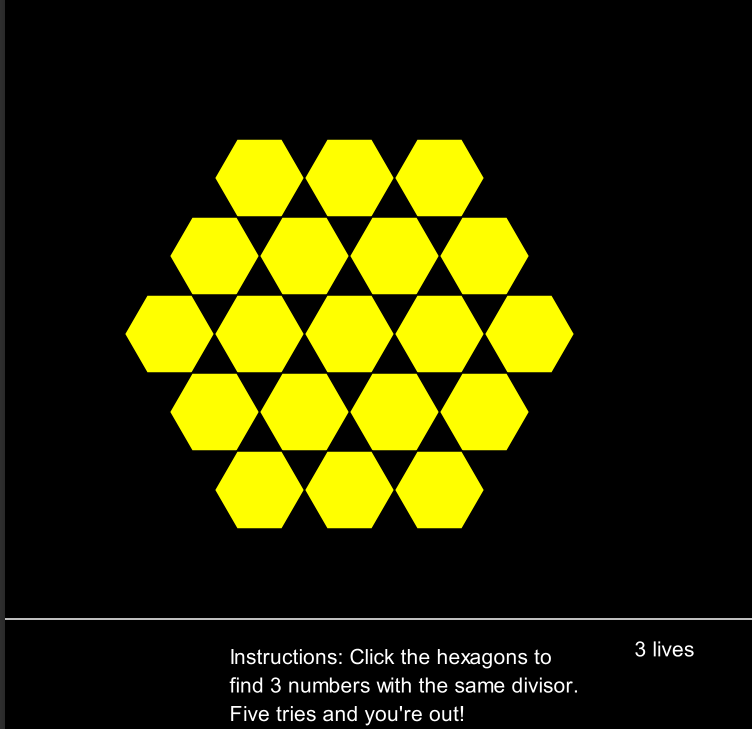 Instructions: Click the hexagons to
find 3 numbers with the same divisor.
Five tries and you're out!
3 lives